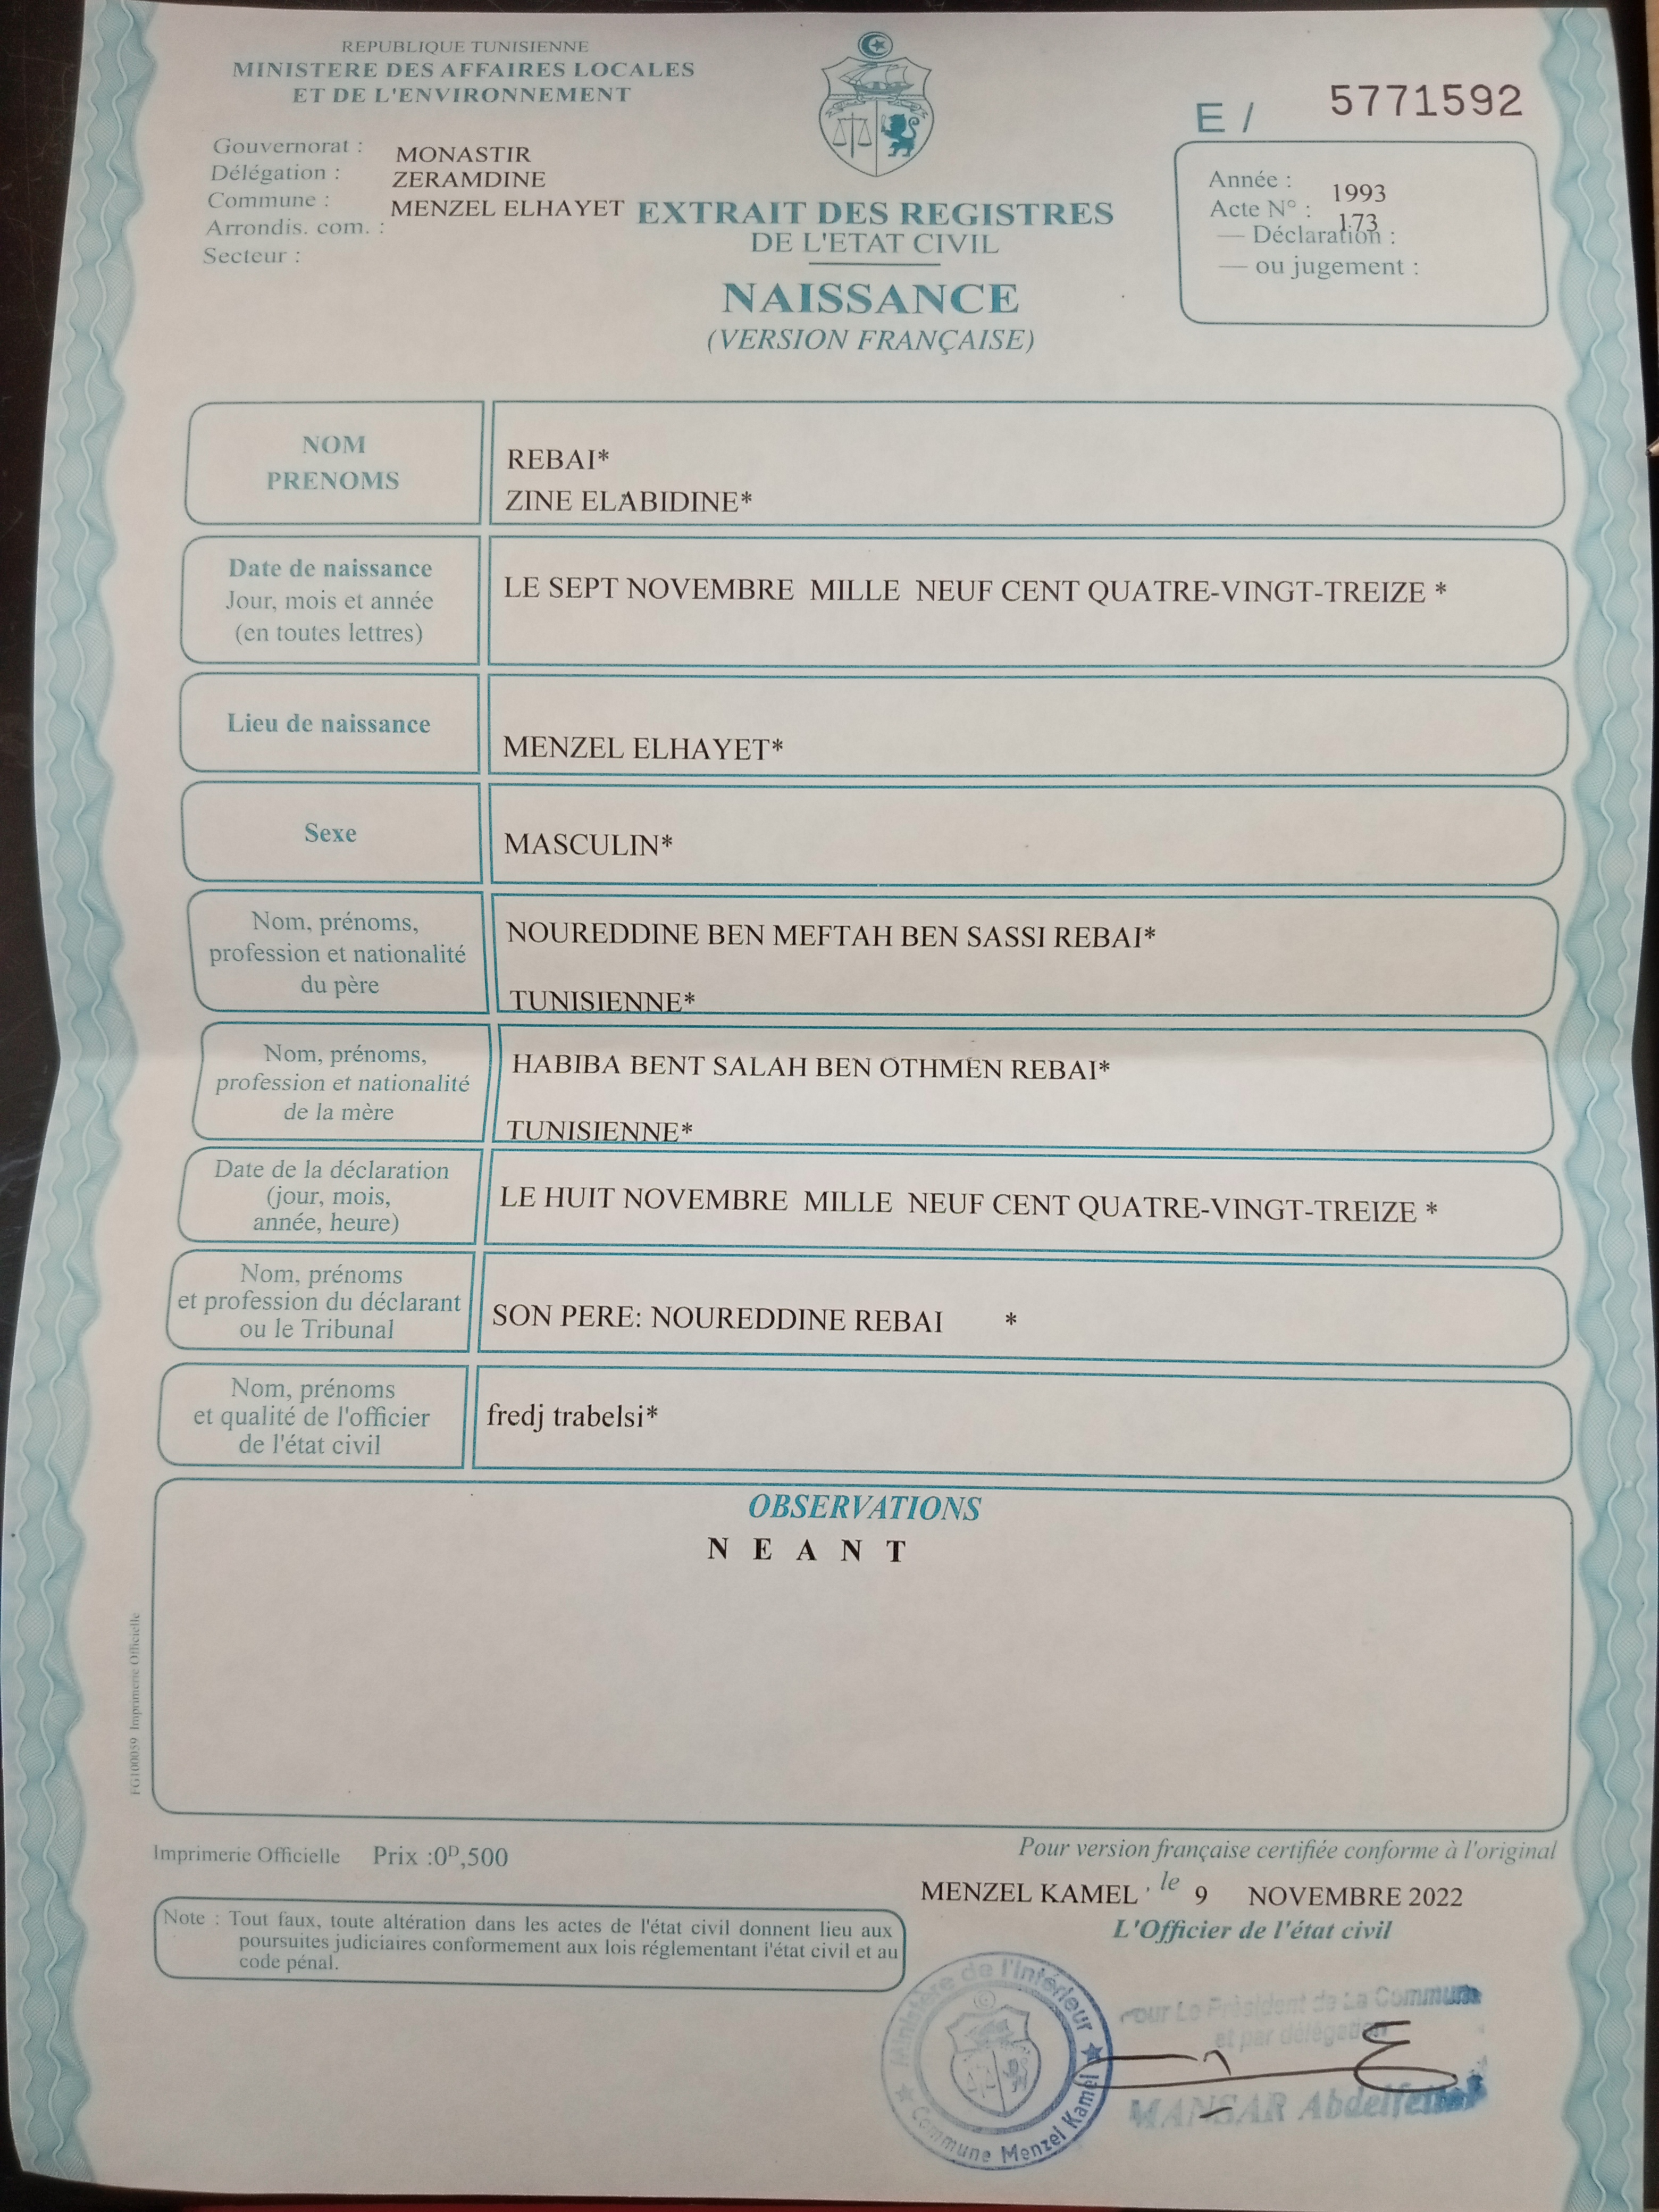 REPUBLIQUE TUNISIENNE
MINISTERE DES AFFAIRES LOCALES
ET DE L'ENVIRONNEMENT
E / 5771592
Gouvernorat : MONASTIR
Délégation : ZERAMDINE
Commune : MENZEL ELHAYET
Arrondis. com. :
Secteur :
EXTRAIT DES REGISTRES
DE L'ETAT CIVIL
NAISSANCE
(VERSION FRANÇAISE)
Année : 1993
Acte N° : 173
— Déclaration :
— ou jugement :
NOM
PRENOMS
REBAI*
ZINE ELABIDINE*
Date de naissance
Jour, mois et année
(en toutes lettres)
LE SEPT NOVEMBRE MILLE NEUF CENT QUATRE-VINGT-TREIZE *
Lieu de naissance
MENZEL ELHAYET*
Sexe
MASCULIN*
Nom, prénoms,
profession et nationalité
du père
NOUREDDINE BEN MEFTAH BEN SASSI REBAI*
TUNISIENNE*
Nom, prénoms,
profession et nationalité
de la mère
HABIBA BENT SALAH BEN OTHMEN REBAI*
TUNISIENNE*
Date de la déclaration
(jour, mois,
année, heure)
LE HUIT NOVEMBRE MILLE NEUF CENT QUATRE-VINGT-TREIZE *
Nom, prénoms
et profession du déclarant
ou le Tribunal
SON PERE: NOUREDDINE REBAI *
Nom, prénoms
et qualité de l'officier
de l'état civil
fredj trabelsi*
OBSERVATIONS
N E A N T
FG100059 Imprimerie Officielle
Imprimerie Officielle Prix :0D,500
Pour version française certifiée conforme à l'original
MENZEL KAMEL, le 9 NOVEMBRE 2022
L'Officier de l'état civil
Note : Tout faux, toute altération dans les actes de l'état civil donnent lieu aux
poursuites judiciaires conformement aux lois réglementant l'état civil et au
code pénal.
Ministère de l'Intérieur
Commune Menzel Kamel
Pour Le Président de La Commune
et par délégation
MANSAR Abdelfettah